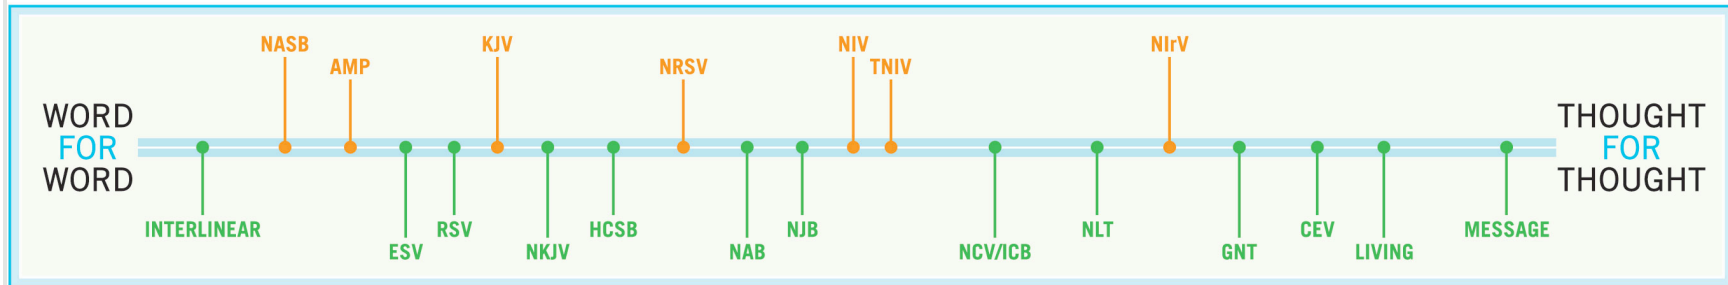 NASB
KJV
NIV
NIrV
AMP
NRSV
TNIV
WORD
FOR
WORD
THOUGHT
FOR
THOUGHT
INTERLINEAR
RSV
HCSB
NJB
NLT
CEV
MESSAGE
ESV
NKJV
NAB
NCV/ICB
GNT
LIVING